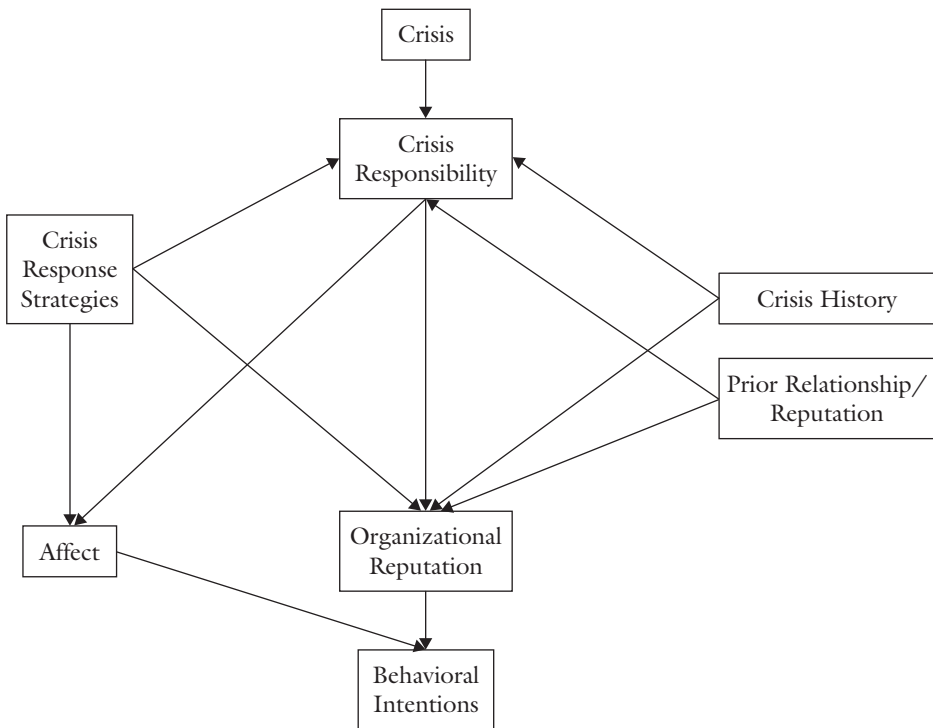 Crisis
Crisis
Responsibility
Crisis
Response
Strategies
Crisis History
Prior Relationship/
Reputation
Affect
Organizational
Reputation
Behavioral
Intentions